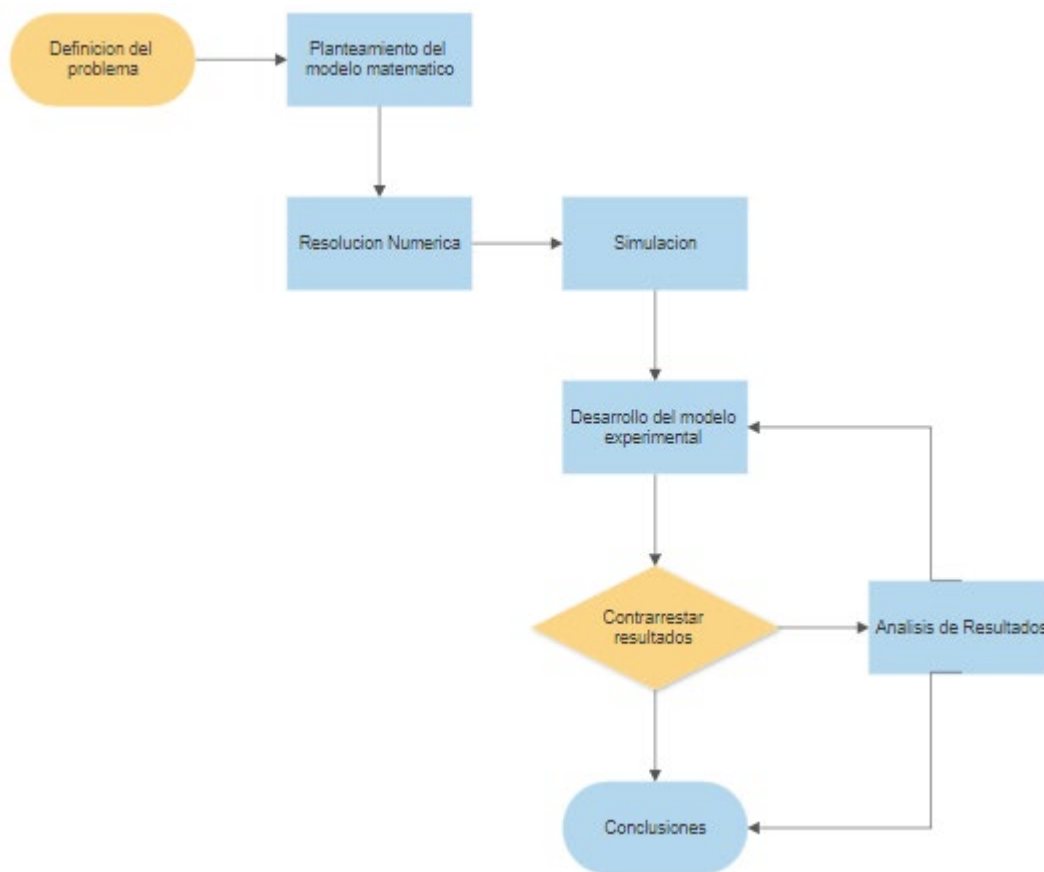 Definicion del
problema
Planteamiento del
modelo matematico
Resolucion Numerica
Simulacion
Desarrollo del modelo
experimental
Contrarrestar
resultados
Analisis de Resultados
Conclusiones